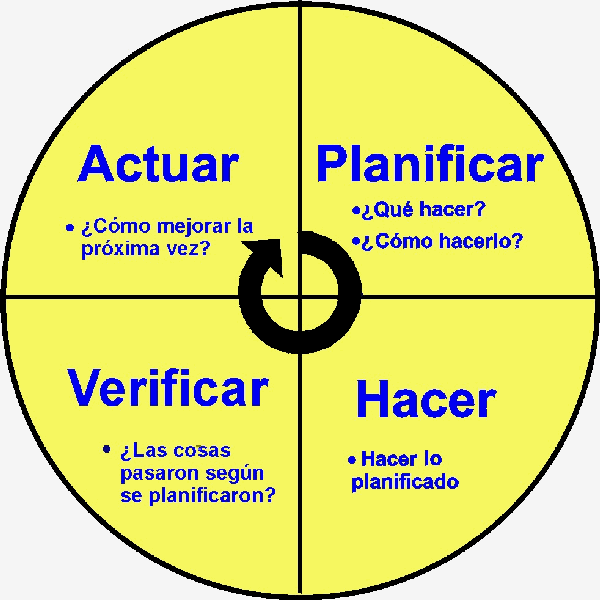 Actuar
• ¿Cómo mejorar la
próxima vez?
Planificar
•¿Qué hacer?
•¿Cómo hacerlo?
Verificar
• ¿Las cosas
pasaron según
se planificaron?
Hacer
• Hacer lo
planificado